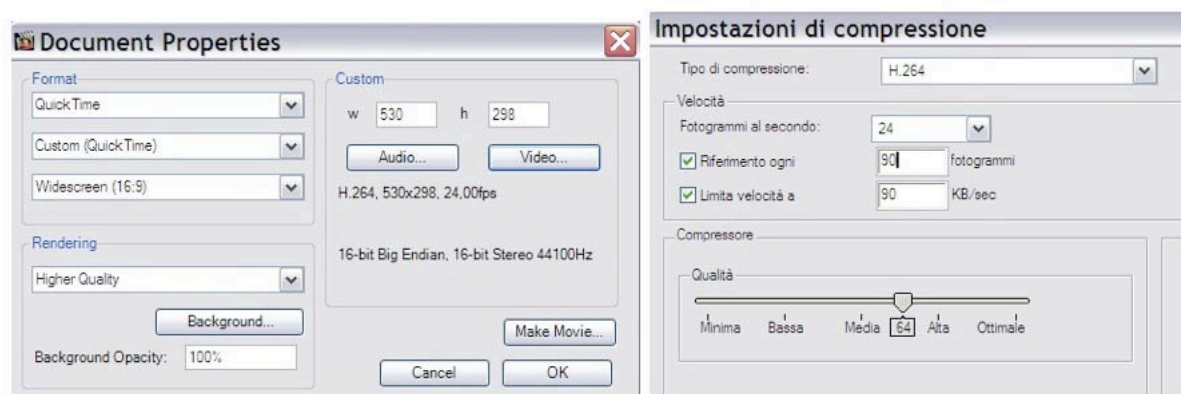 Document Properties
Format
QuickTime
Custom (QuickTime)
Widescreen (16:9)
Rendering
Higher Quality
Background...
Background Opacity: 100%
Custom
w 530 h 298
Audio... Video...
H.264, 530x298, 24,00fps
16-bit Big Endian, 16-bit Stereo 44100Hz
Make Movie...
Cancel OK
Impostazioni di compressione
Tipo di compressione: H.264
Velocità
Fotogrammi al secondo: 24
Riferimento ogni 90 fotogrammi
Limita velocità a 90 KB/sec
Compressore
Qualità
Minima Bassa Media 64 Alta Ottimale